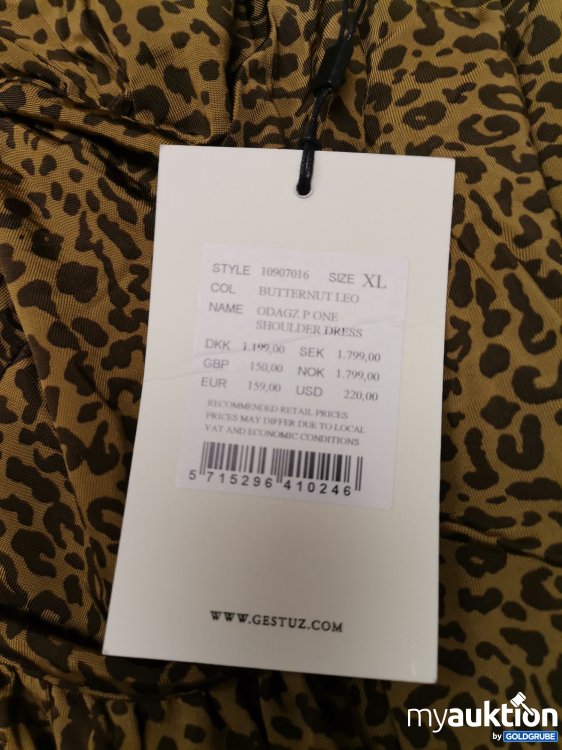 STYLE 10907016 SIZE XL
COL BUTTERNUT LEO
NAME ODAGZ P ONE
SHOULDER DRESS
DKK 1.199,00 SEK 1.799,00
GBP 150,00 NOK 1.799,00
EUR 159,00 USD 220,00
RECOMMENDED RETAIL PRICES
PRICES MAY DIFFER DUE TO LOCAL
VAT AND ECONOMIC CONDITIONS
5 715296 410246
WWW.GESTUZ.COM
myauktion
by GOLDGRUBE